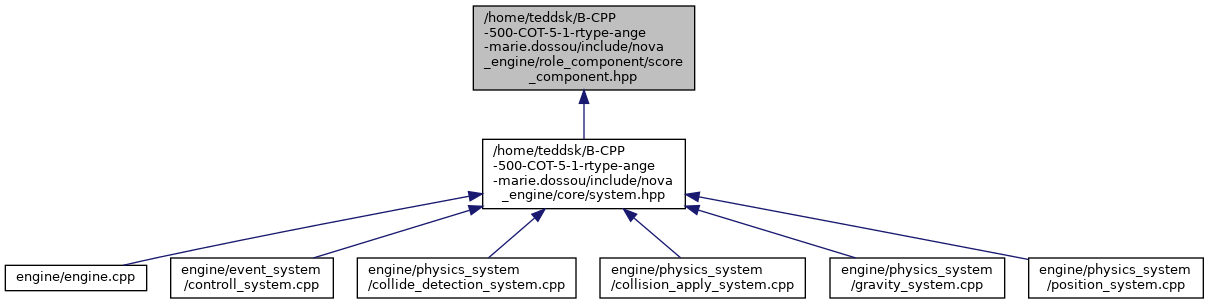 /home/teddsk/B-CPP
-500-COT-5-1-rtype-ange
-marie.dossou/include/nova
_engine/role_component/score
_component.hpp
/home/teddsk/B-CPP
-500-COT-5-1-rtype-ange
-marie.dossou/include/nova
_engine/core/system.hpp
engine/engine.cpp
engine/event_system
/controll_system.cpp
engine/physics_system
/collide_detection_system.cpp
engine/physics_system
/collision_apply_system.cpp
engine/physics_system
/gravity_system.cpp
engine/physics_system
/position_system.cpp